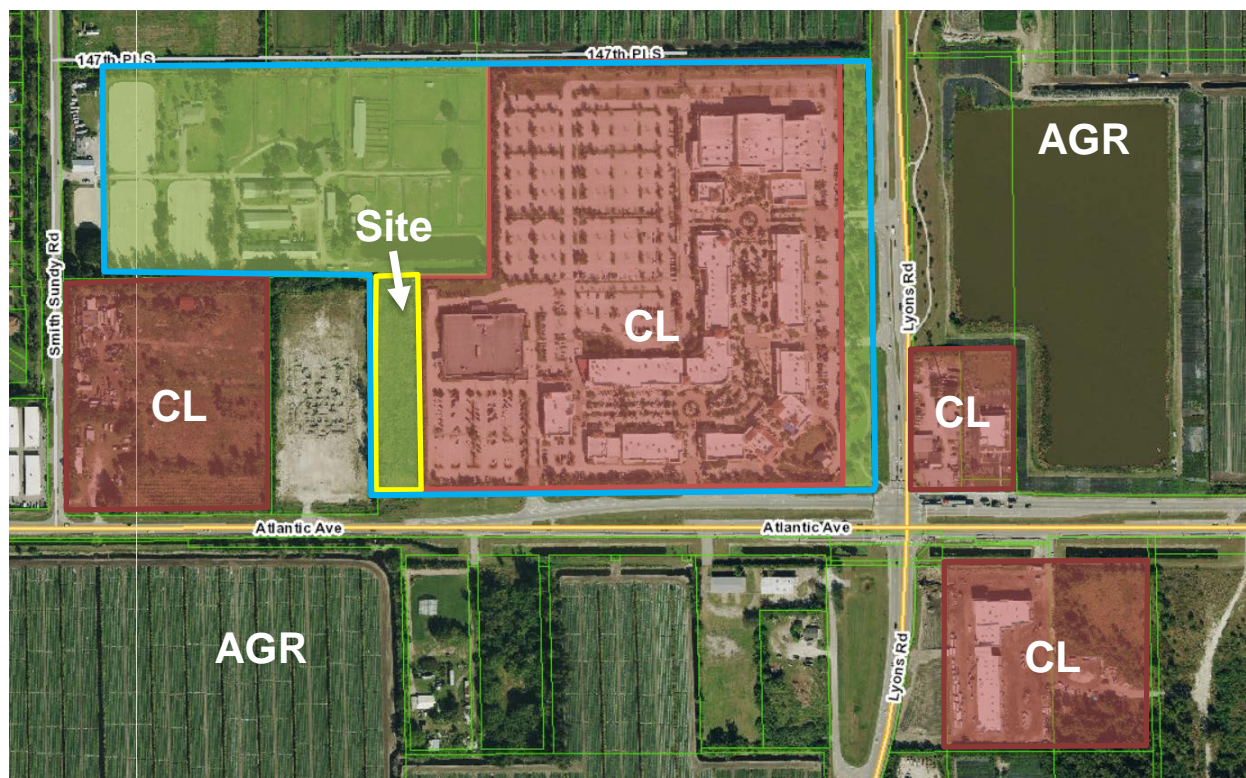 147th Pl S
147th Pl S
AGR
Site
Smith Sundy Rd
Lyons Rd
CL
CL
CL
Atlantic Ave
Atlantic Ave
AGR
Lyons Rd
CL